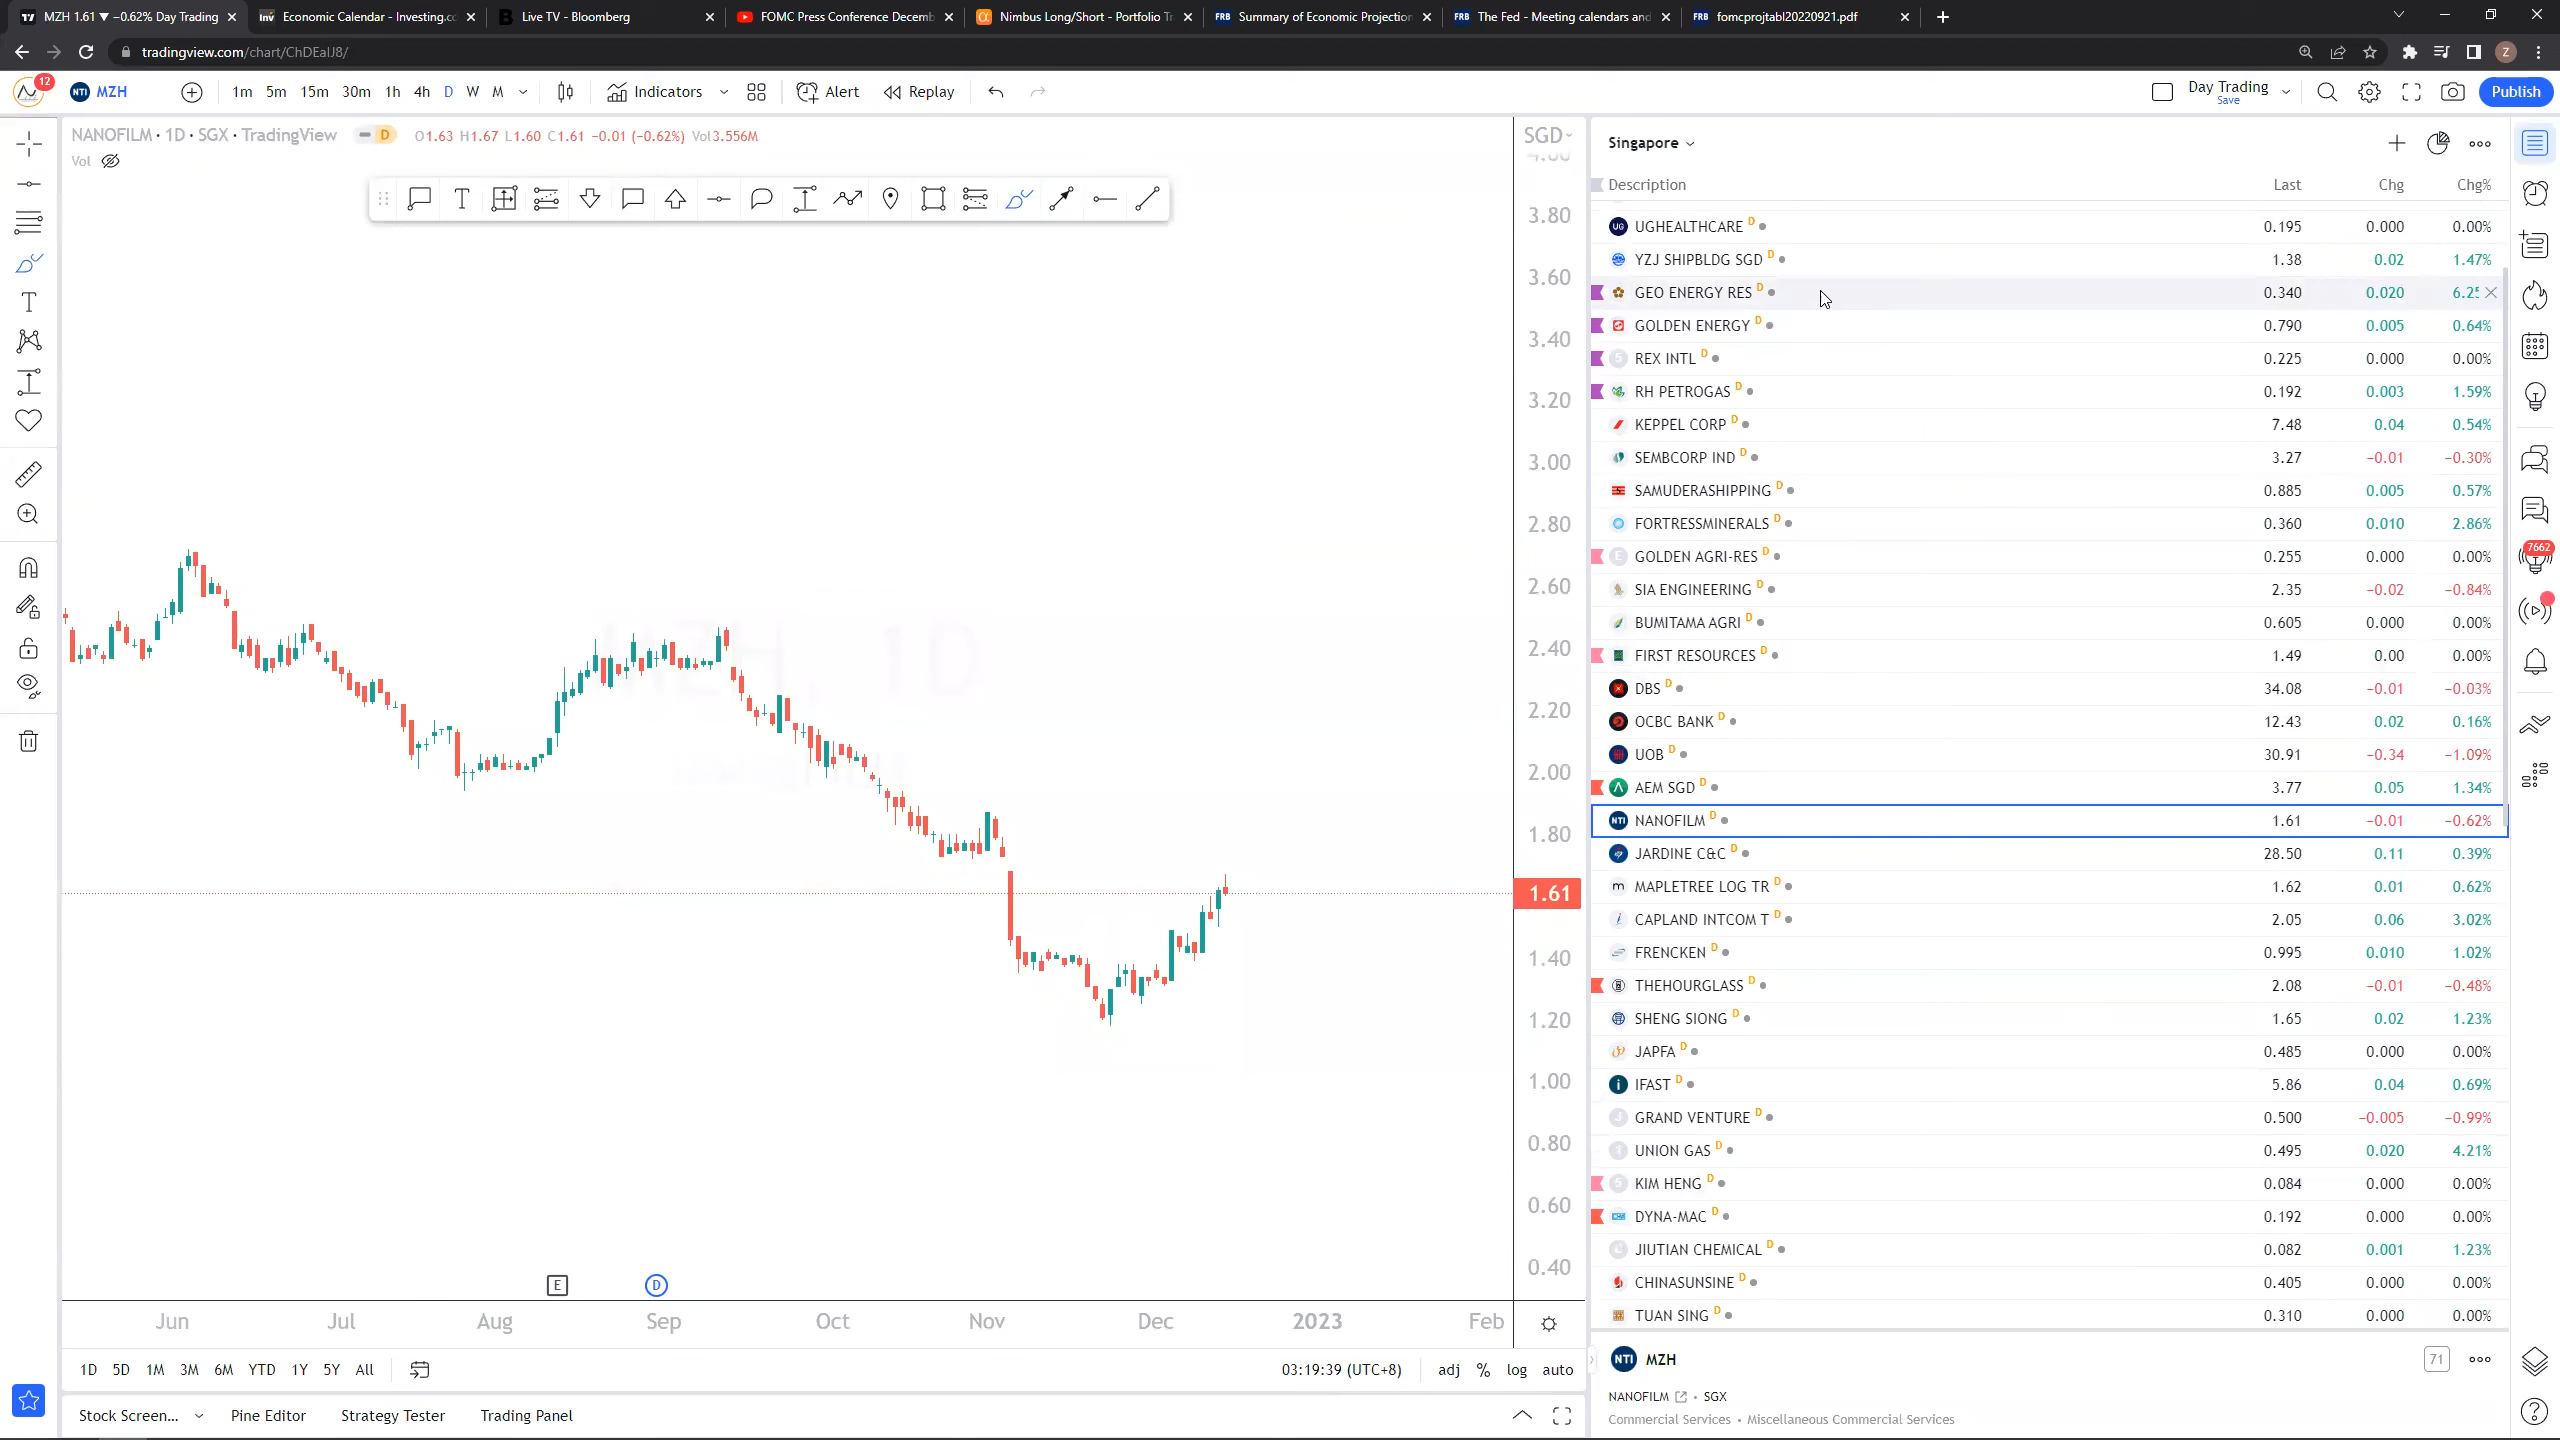 MZH 1.61 ▼ −0.62% Day Trading
Economic Calendar - Investing.co
Live TV - Bloomberg
FOMC Press Conference Decemb
Nimbus Long/Short - Portfolio Tr
Summary of Economic Projection
The Fed - Meeting calendars and
fomcprojtabl20220921.pdf
tradingview.com/chart/ChDEalJ8/
Z
12
NTI MZH 1m 5m 15m 30m 1h 4h D W M Indicators Alert Replay Day Trading Publish
Save
NANOFILM · 1D · SGX · TradingView D O1.63 H1.67 L1.60 C1.61 −0.01 (−0.62%) Vol3.556M
Vol
SGD
3.80
3.60
3.40
3.20
3.00
2.80
2.60
2.40
2.20
2.00
1.80
1.61
1.40
1.20
1.00
0.80
0.60
0.40
MZH, 1D
E D
Jun Jul Aug Sep Oct Nov Dec 2023 Feb
1D 5D 1M 3M 6M YTD 1Y 5Y All 03:19:39 (UTC+8) adj % log auto
Stock Screen... Pine Editor Strategy Tester Trading Panel
Singapore
Description Last Chg Chg%
UGHEALTHCARE D 0.195 0.000 0.00%
YZJ SHIPBLDG SGD D 1.38 0.02 1.47%
GEO ENERGY RES D 0.340 0.020 6.25
GOLDEN ENERGY D 0.790 0.005 0.64%
REX INTL D 0.225 0.000 0.00%
RH PETROGAS D 0.192 0.003 1.59%
KEPPEL CORP D 7.48 0.04 0.54%
SEMBCORP IND D 3.27 −0.01 −0.30%
SAMUDERASHIPPING D 0.885 0.005 0.57%
FORTRESSMINERALS D 0.360 0.010 2.86%
GOLDEN AGRI-RES D 0.255 0.000 0.00%
SIA ENGINEERING D 2.35 −0.02 −0.84%
BUMITAMA AGRI D 0.605 0.000 0.00%
FIRST RESOURCES D 1.49 0.00 0.00%
DBS D 34.08 −0.01 −0.03%
OCBC BANK D 12.43 0.02 0.16%
UOB D 30.91 −0.34 −1.09%
AEM SGD D 3.77 0.05 1.34%
NANOFILM D 1.61 −0.01 −0.62%
JARDINE C&C D 28.50 0.11 0.39%
MAPLETREE LOG TR D 1.62 0.01 0.62%
CAPLAND INTCOM T D 2.05 0.06 3.02%
FRENCKEN D 0.995 0.010 1.02%
THEHOURGLASS D 2.08 −0.01 −0.48%
SHENG SIONG D 1.65 0.02 1.23%
JAPFA D 0.485 0.000 0.00%
IFAST D 5.86 0.04 0.69%
GRAND VENTURE D 0.500 −0.005 −0.99%
UNION GAS D 0.495 0.020 4.21%
KIM HENG D 0.084 0.000 0.00%
DYNA-MAC D 0.192 0.000 0.00%
JIUTIAN CHEMICAL D 0.082 0.001 1.23%
CHINASUNSINE D 0.405 0.000 0.00%
TUAN SING D 0.310 0.000 0.00%
NTI MZH 71
NANOFILM · SGX
Commercial Services · Miscellaneous Commercial Services
7662